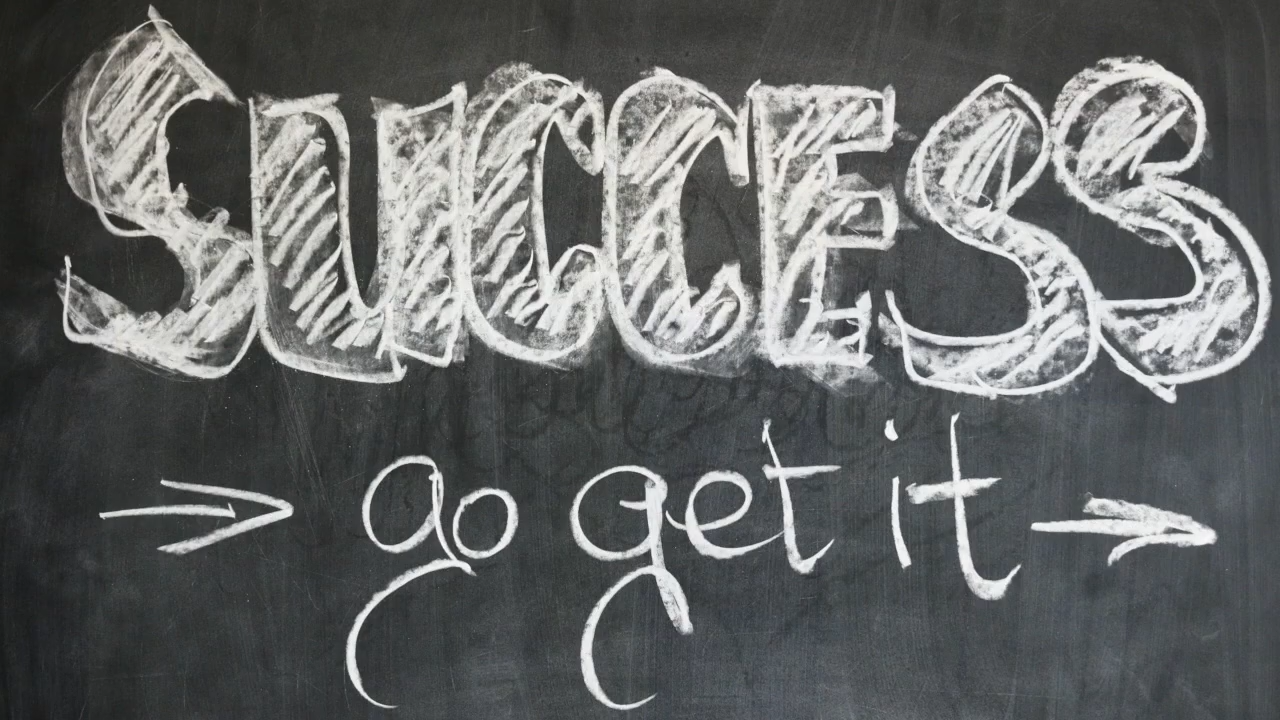 SUCCESS
→ go get it →